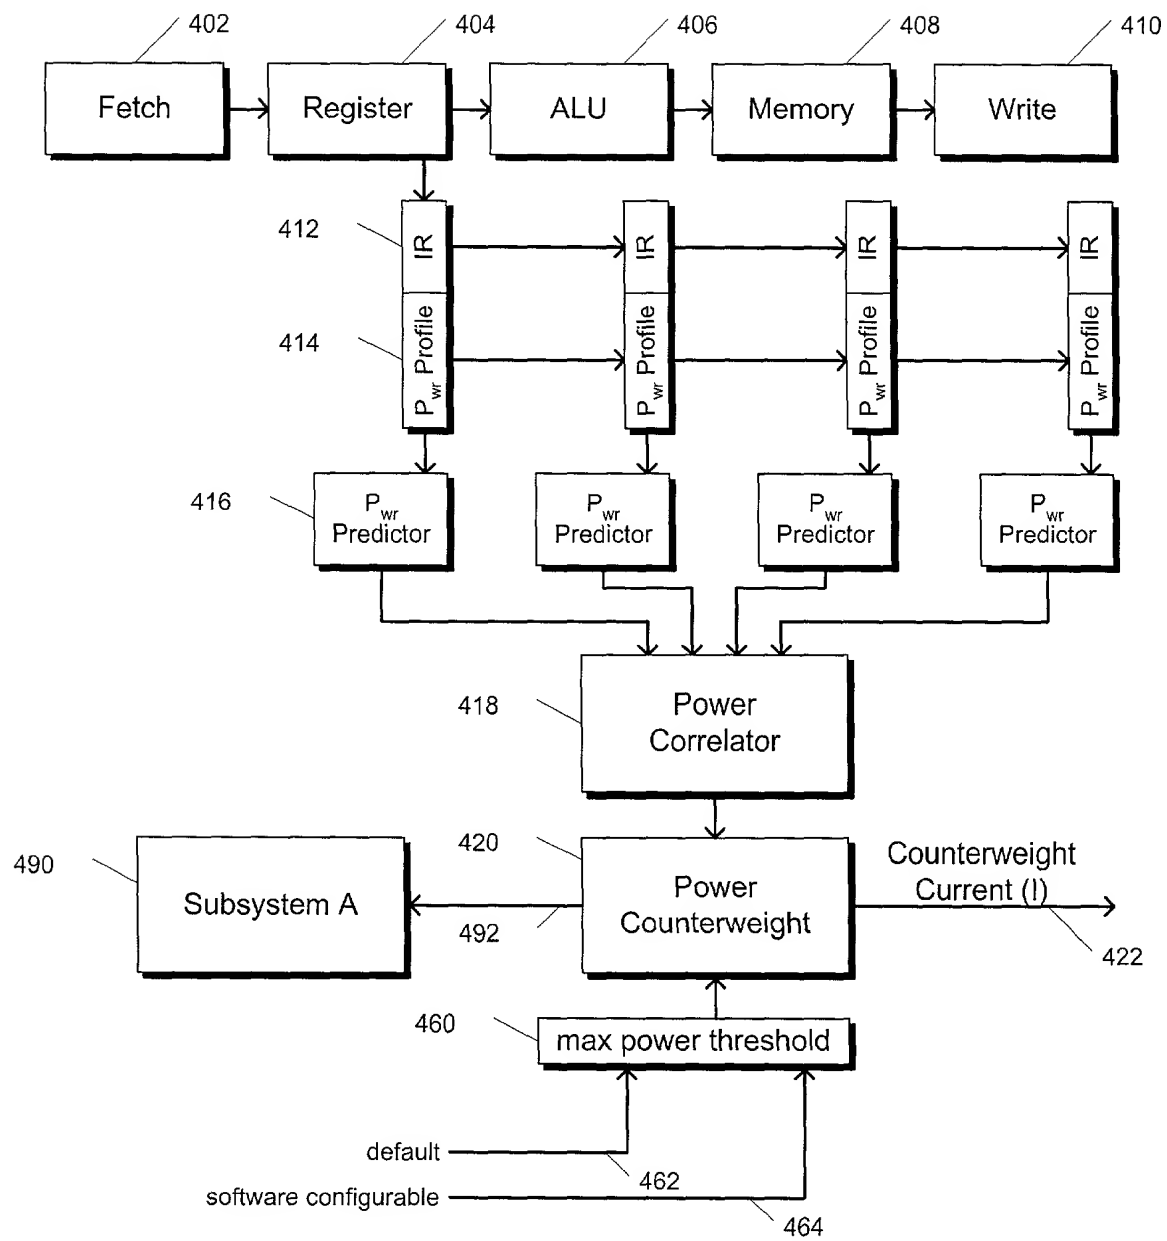 402
404
406
408
410
Fetch
Register
ALU
Memory
Write
412
IR
IR
IR
IR
414
Pwr Profile
Pwr Profile
Pwr Profile
Pwr Profile
416
Pwr
Predictor
Pwr
Predictor
Pwr
Predictor
Pwr
Predictor
418
Power
Correlator
490
Subsystem A
492
420
Power
Counterweight
Counterweight
Current (I)
422
460
max power threshold
default
462
software configurable
464